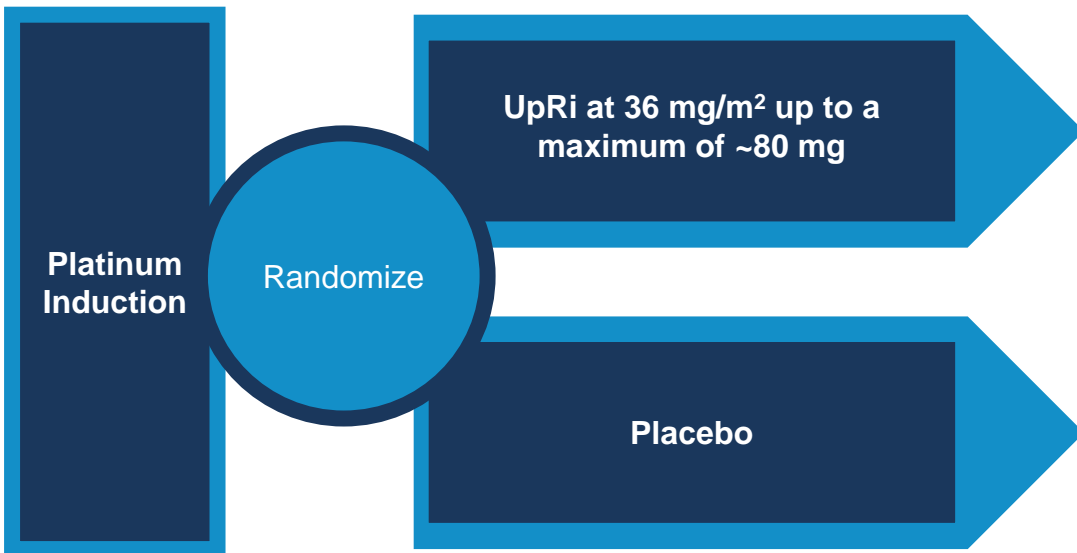 Platinum
Induction
Randomize
UpRi at 36 mg/m² up to a
maximum of ~80 mg
Placebo